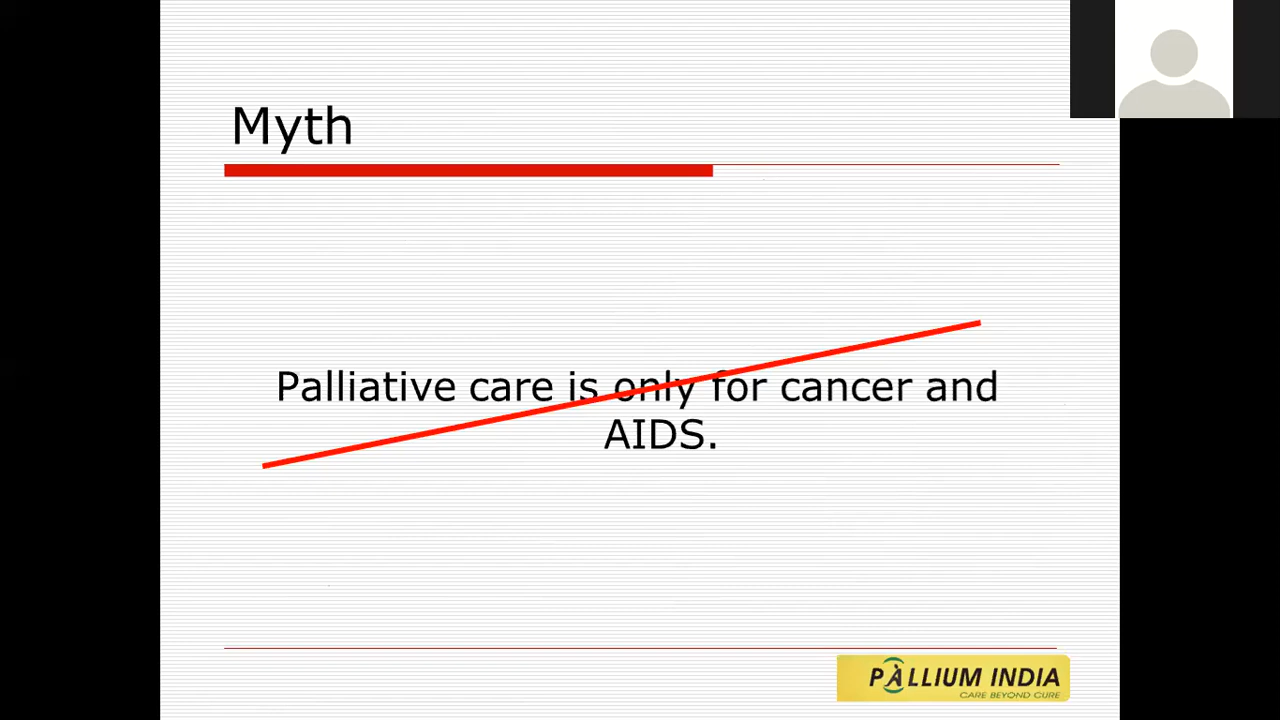 Myth
Palliative care is only for cancer and
AIDS.
PALLIUM INDIA
CARE BEYOND CURE